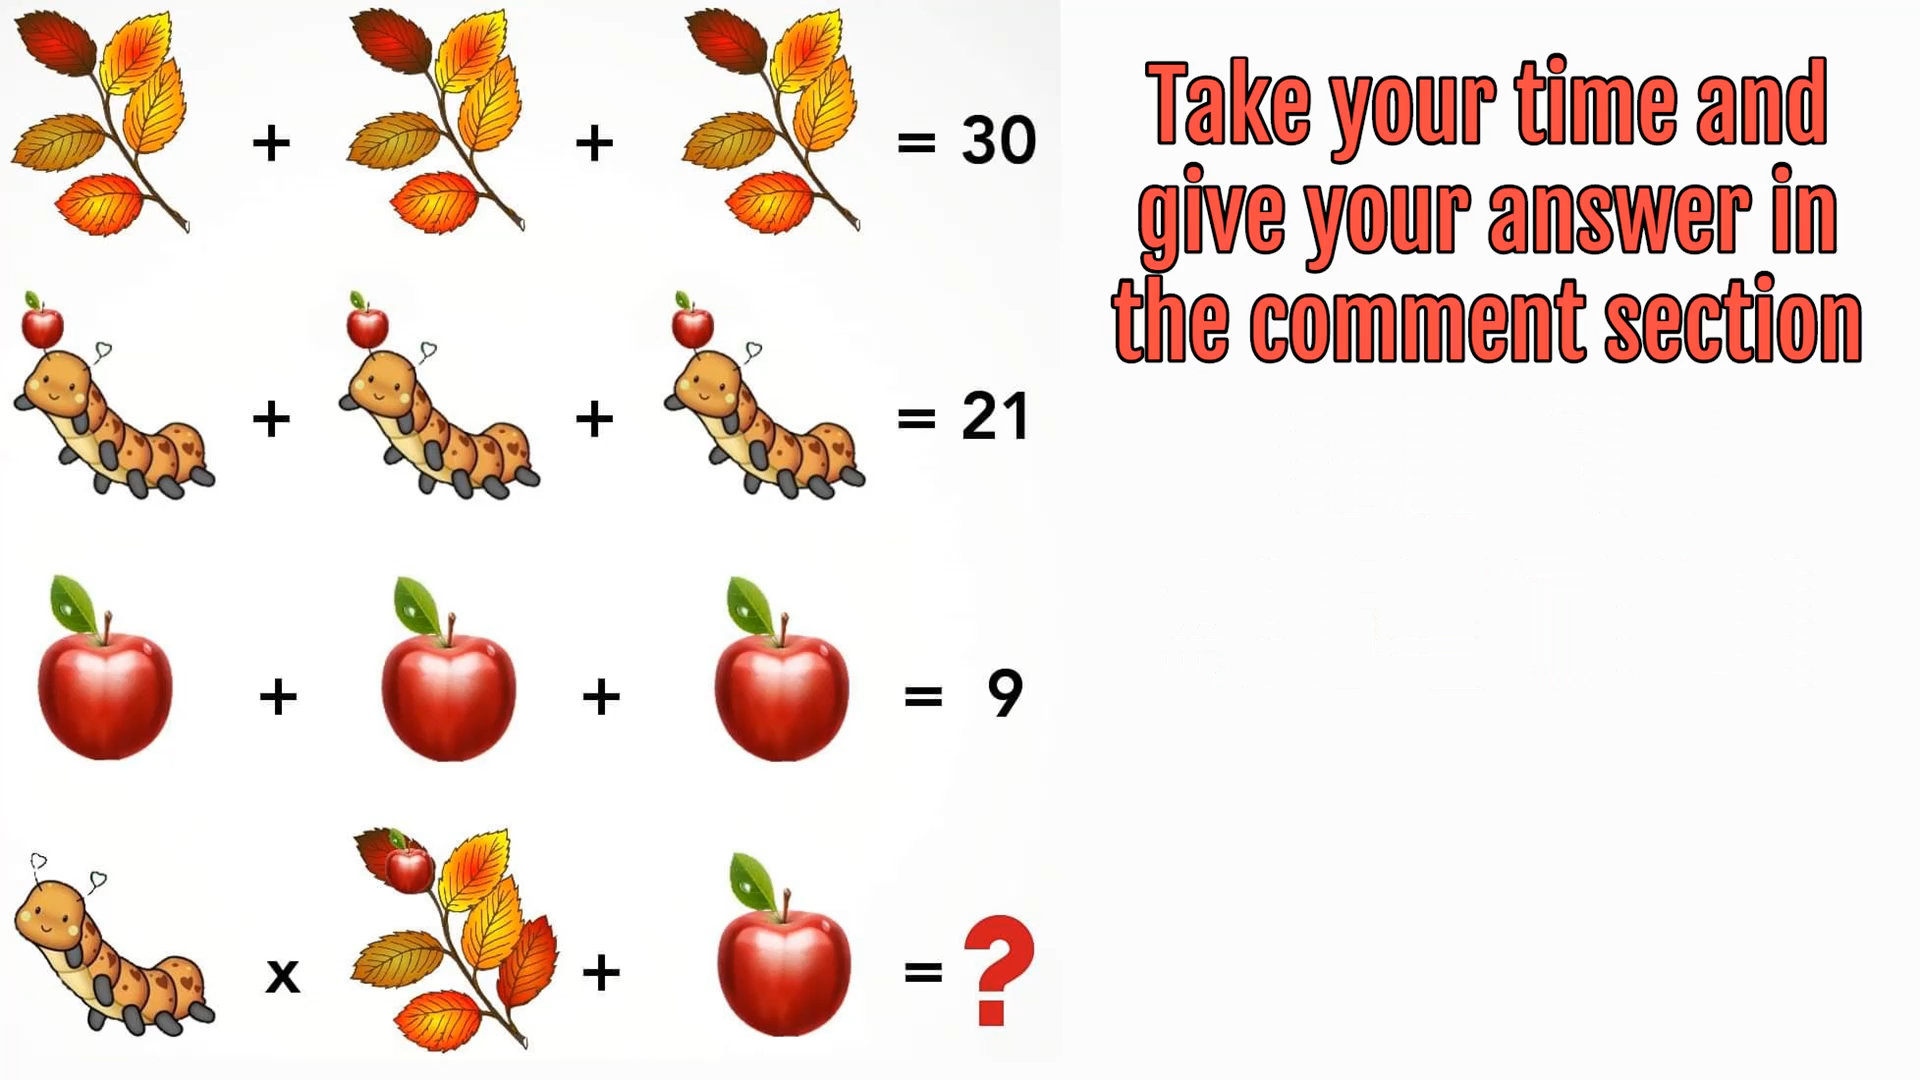 + + = 30
+ + = 21
+ + = 9
x + = ?
Take your time and
give your answer in
the comment section